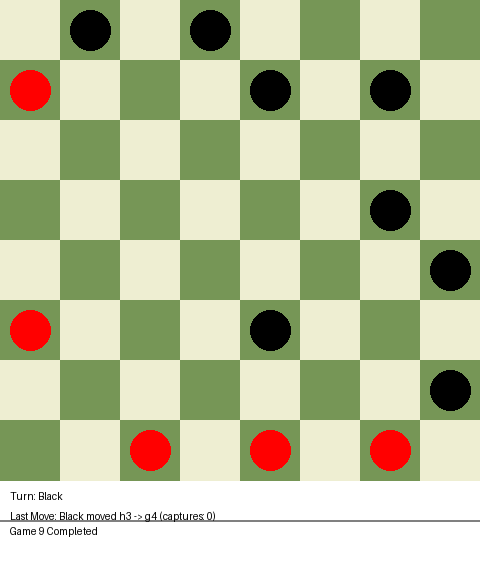 Turn: Black
Last Move: Black moved h3 -> g4 (captures: 0)
Game 9 Completed